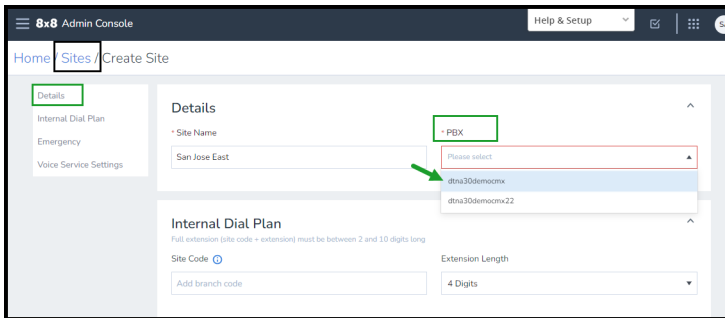 8x8 Admin Console
Help & Setup
Home / Sites / Create Site
Details
Internal Dial Plan
Emergency
Voice Service Settings
Details
* Site Name
* PBX
San Jose East
Please select
dtna30democmx
dtna30democmx22
Internal Dial Plan
Full extension (site code + extension) must be between 2 and 10 digits long
Site Code
Extension Length
Add branch code
4 Digits